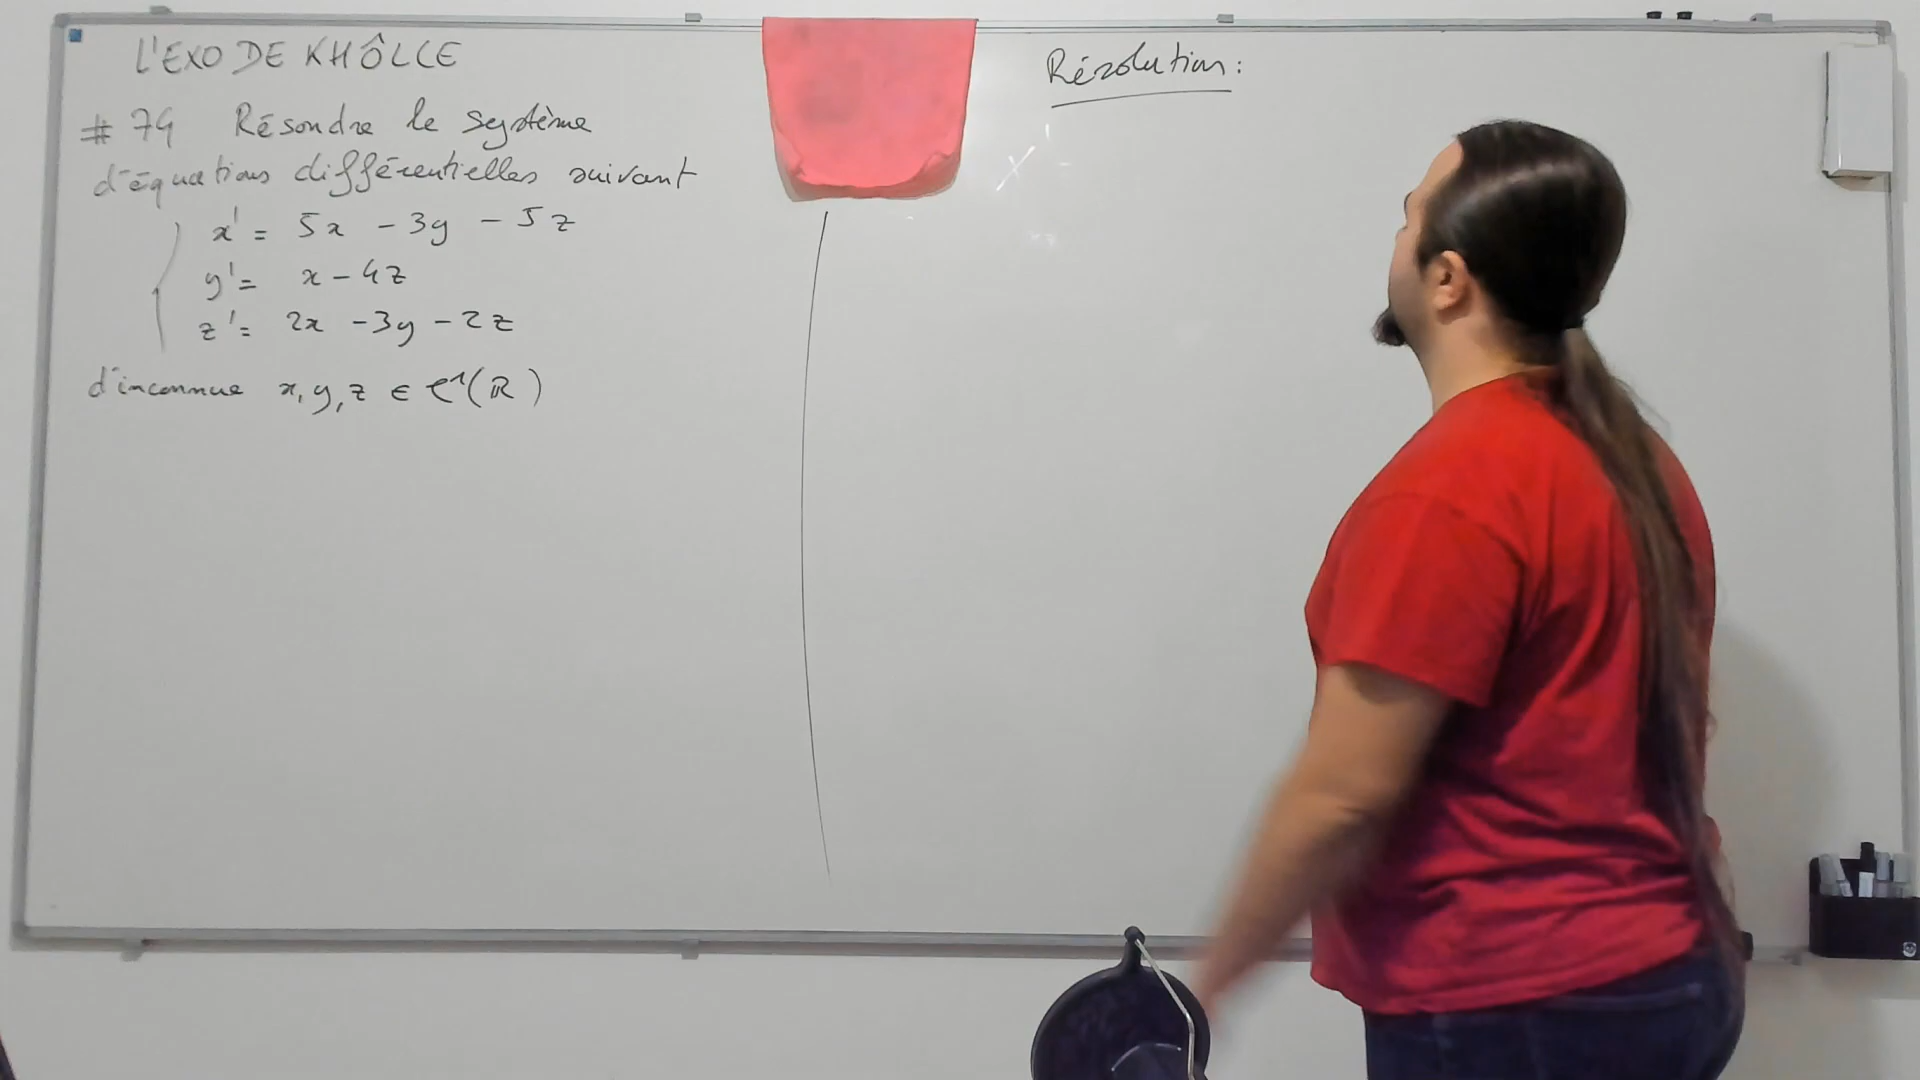 L'EXO DE KHÔLLE
# 74 Résoudre le système
d'équations différentielles suivant
x' = 5x - 3y - 5z
y' = x - 4z
z' = 2x - 3y - 2z
d'inconnue x, y, z ∈ C¹(ℝ)
Résolution :